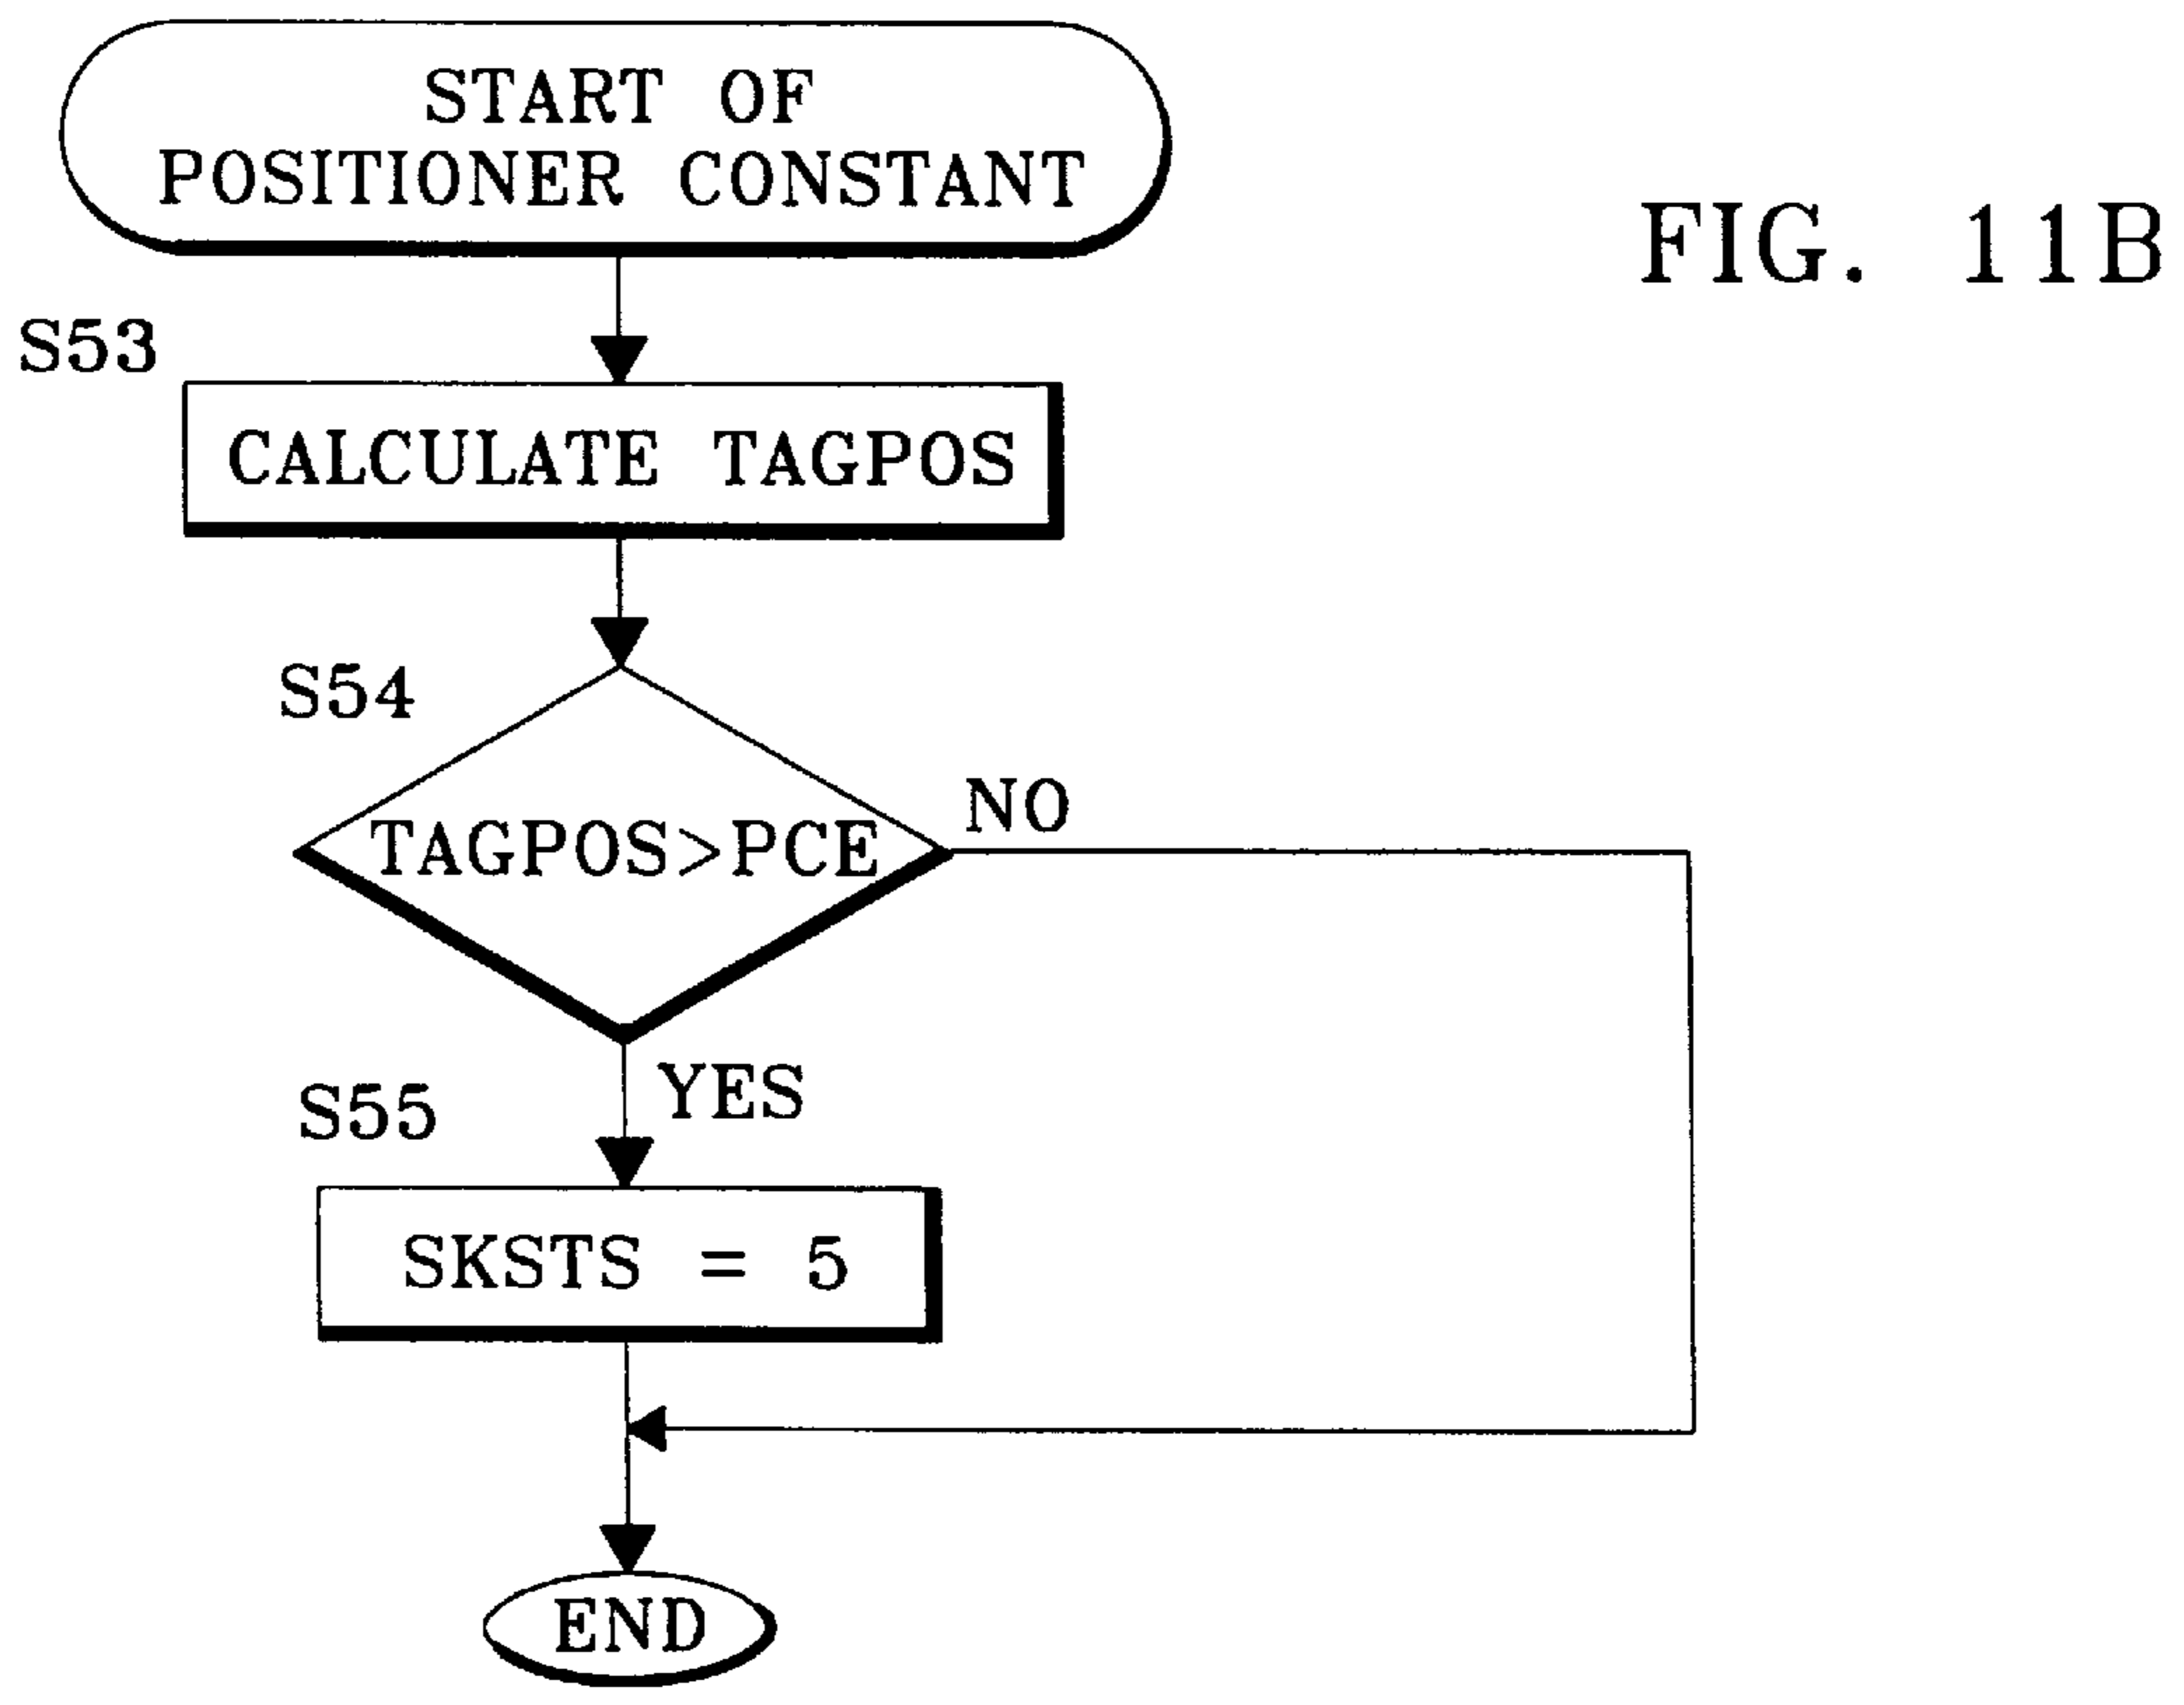 START OF
POSITIONER CONSTANT
FIG. 11B
S53
CALCULATE TAGPOS
S54
NO
TAGPOS>PCE
YES
S55
SKSTS = 5
END